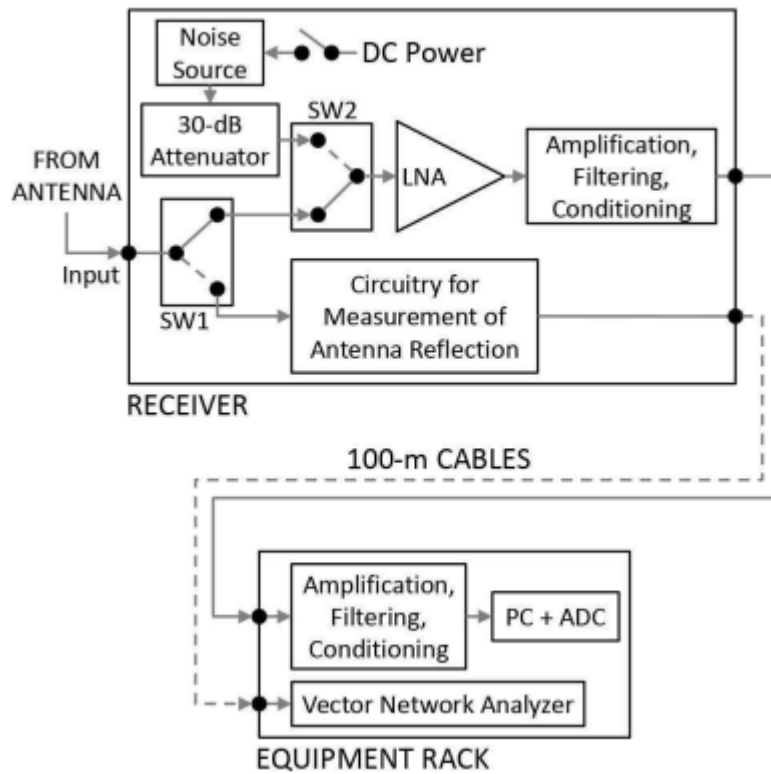 Noise
Source
DC Power
30-dB
Attenuator
SW2
FROM
ANTENNA
LNA
Amplification,
Filtering,
Conditioning
Input
SW1
Circuitry for
Measurement of
Antenna Reflection
RECEIVER
100-m CABLES
Amplification,
Filtering,
Conditioning
PC + ADC
Vector Network Analyzer
EQUIPMENT RACK